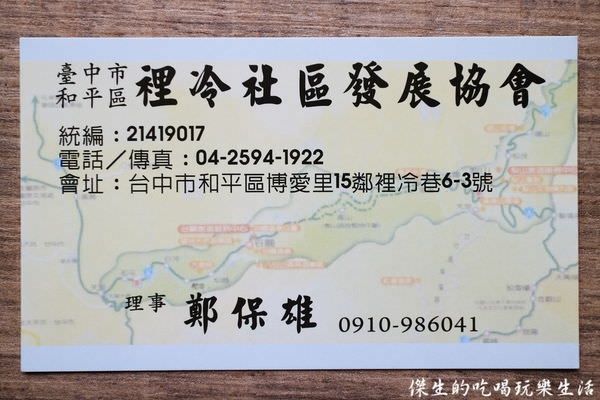 臺中市
和平區
裡冷社區發展協會
統編：21419017
電話／傳真：04-2594-1922
會址：台中市和平區博愛里15鄰裡冷巷6-3號
理事 鄭保雄 0910-986041
傑生的吃喝玩樂生活